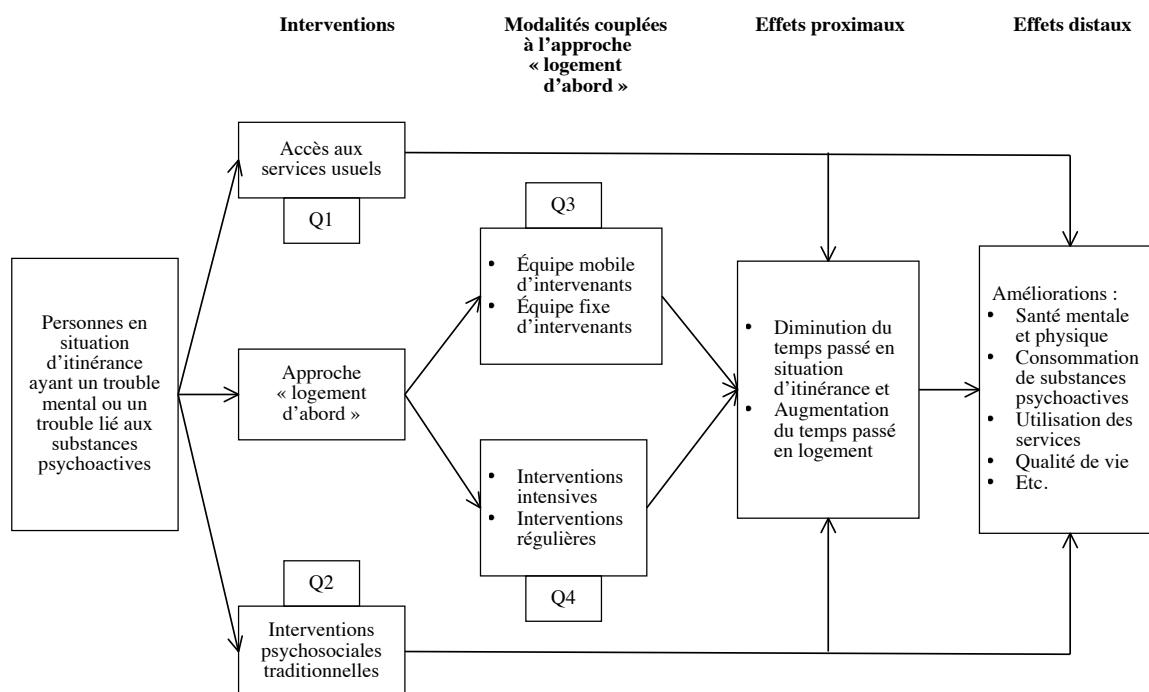 Interventions
Modalités couplées
à l'approche
« logement
d'abord »
Effets proximaux
Effets distaux
Accès aux
services usuels
Q1
Q3
• Équipe mobile
d'intervenants
• Équipe fixe
d'intervenants
Personnes en
situation
d'itinérance
ayant un trouble
mental ou un
trouble lié aux
substances
psychoactives
Approche
« logement
d'abord »
• Interventions
intensives
• Interventions
régulières
Q4
Q2
Interventions
psychosociales
traditionnelles
• Diminution du
temps passé en
situation
d'itinérance et
• Augmentation
du temps passé
en logement
Améliorations :
• Santé mentale
et physique
• Consommation
de substances
psychoactives
• Utilisation des
services
• Qualité de vie
• Etc.